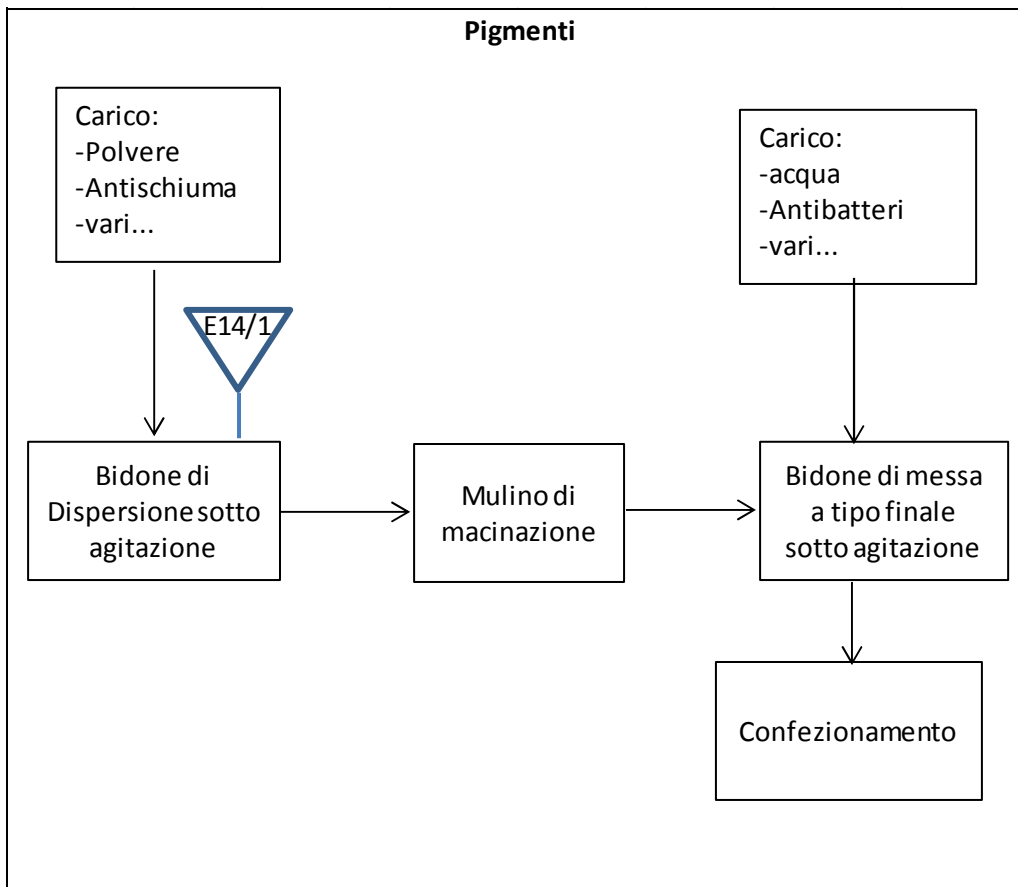 Pigmenti
Carico:
-Polvere
-Antischiuma
-vari...
Carico:
-acqua
-Antibatteri
-vari...
E14/1
Bidone di
Dispersione sotto
agitazione
Mulino di
macinazione
Bidone di messa
a tipo finale
sotto agitazione
Confezionamento